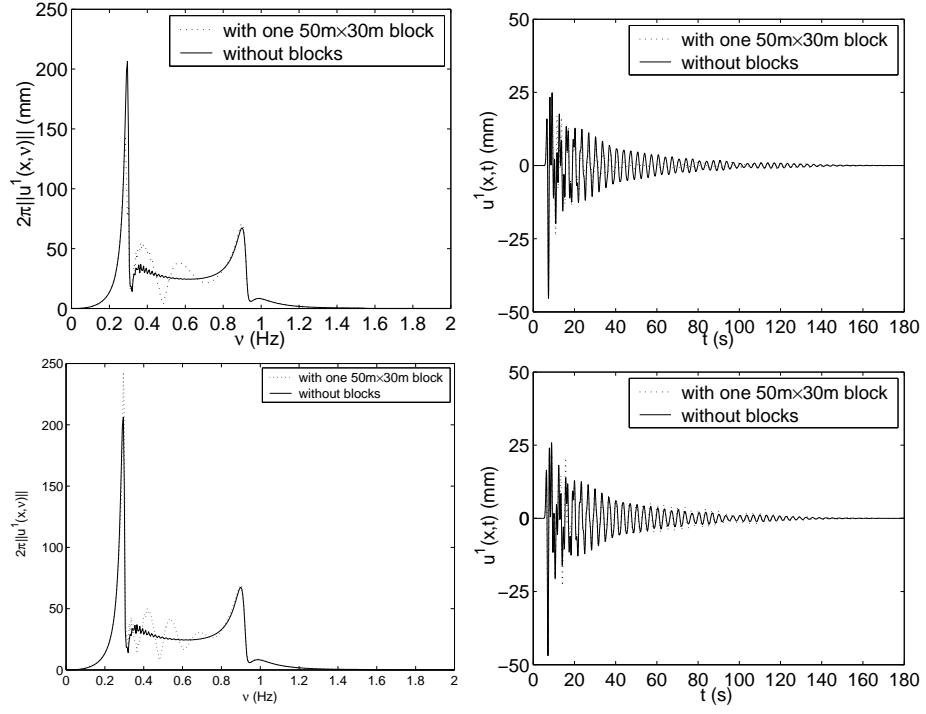 250
200
150
100
50
0
2π||u¹(x,ν)|| (mm)
with one 50m×30m block
without blocks
0 0.2 0.4 0.6 0.8 1 1.2 1.4 1.6 1.8 2
ν (Hz)
50
25
0
−25
−50
u¹(x,t) (mm)
with one 50m×30m block
without blocks
0 20 40 60 80 100 120 140 160 180
t (s)
250
200
150
100
50
0
2π||u¹(x,ν)||
with one 50m×30m block
without blocks
0 0.2 0.4 0.6 0.8 1 1.2 1.4 1.6 1.8 2
ν (Hz)
50
25
0
−25
−50
u¹(x,t) (mm)
with one 50m×30m block
without blocks
0 20 40 60 80 100 120 140 160 180
t (s)